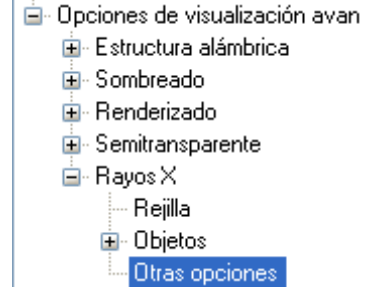 Opciones de visualización avan
Estructura alámbrica
Sombreado
Renderizado
Semitransparente
Rayos X
Rejilla
Objetos
Otras opciones